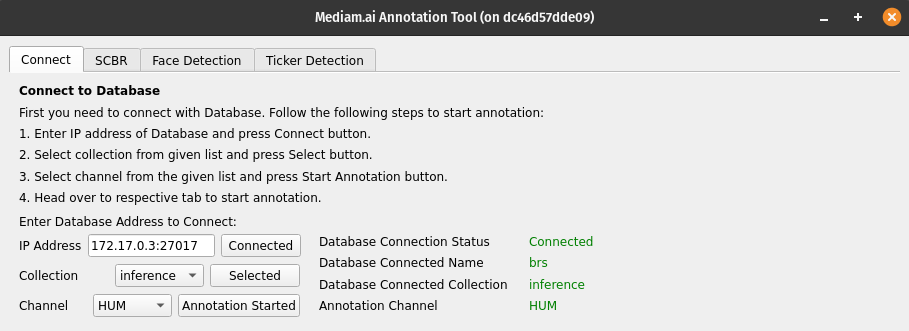 Mediam.ai Annotation Tool (on dc46d57dde09)
Connect SCBR Face Detection Ticker Detection
Connect to Database
First you need to connect with Database. Follow the following steps to start annotation:
1. Enter IP address of Database and press Connect button.
2. Select collection from given list and press Select button.
3. Select channel from the given list and press Start Annotation button.
4. Head over to respective tab to start annotation.
Enter Database Address to Connect:
IP Address 172.17.0.3:27017 Connected
Collection inference Selected
Channel HUM Annotation Started
Database Connection Status Connected
Database Connected Name brs
Database Connected Collection inference
Annotation Channel HUM